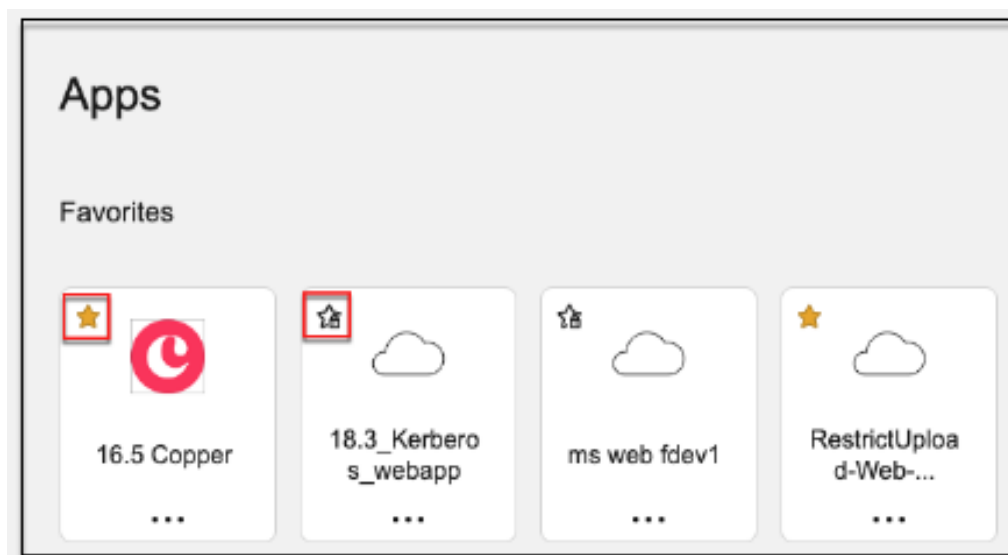 Apps
Favorites
16.5 Copper
18.3_Kerbero
s_webapp
ms web fdev1
RestrictUploa
d-Web-...
...
...
...
...